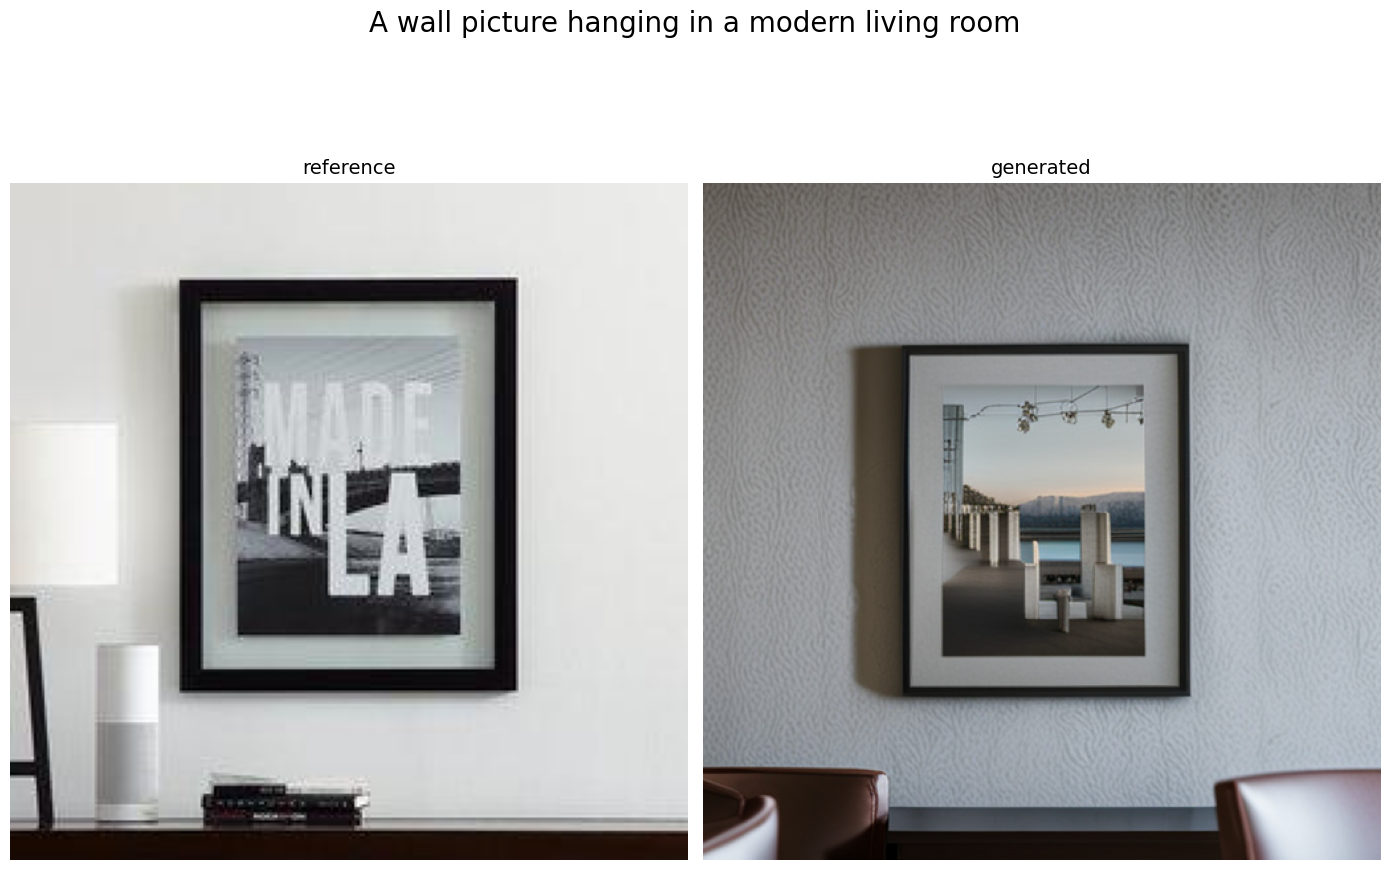 A wall picture hanging in a modern living room
reference
generated
MADE
IN LA